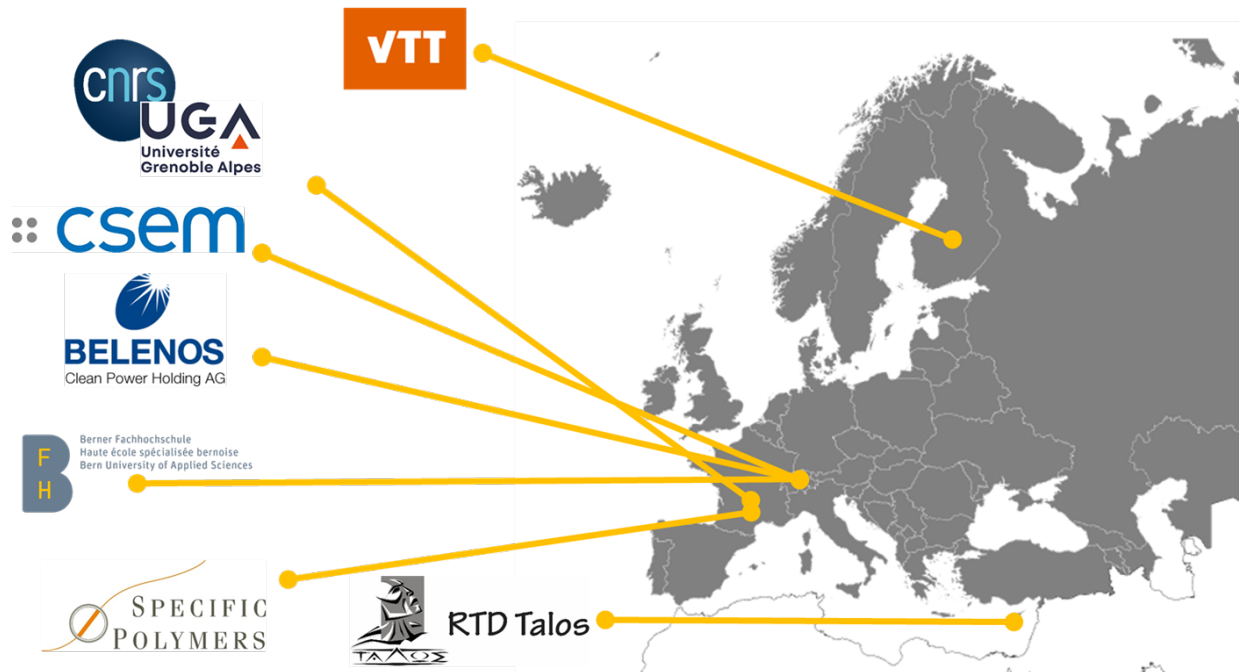 VTT
cnrs
UGA
Université
Grenoble Alpes
csem
BELENOS
Clean Power Holding AG
Berner Fachhochschule
Haute école spécialisée bernoise
Bern University of Applied Sciences
B
F
H
SPECIFIC
POLYMERS
RTD Talos
ΤΑΛΩΣ